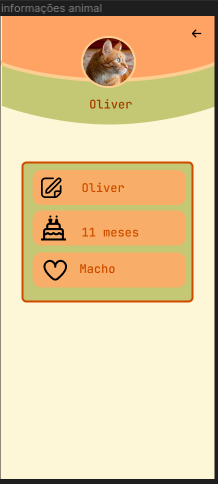 informações animal
Oliver
Oliver
11 meses
Macho